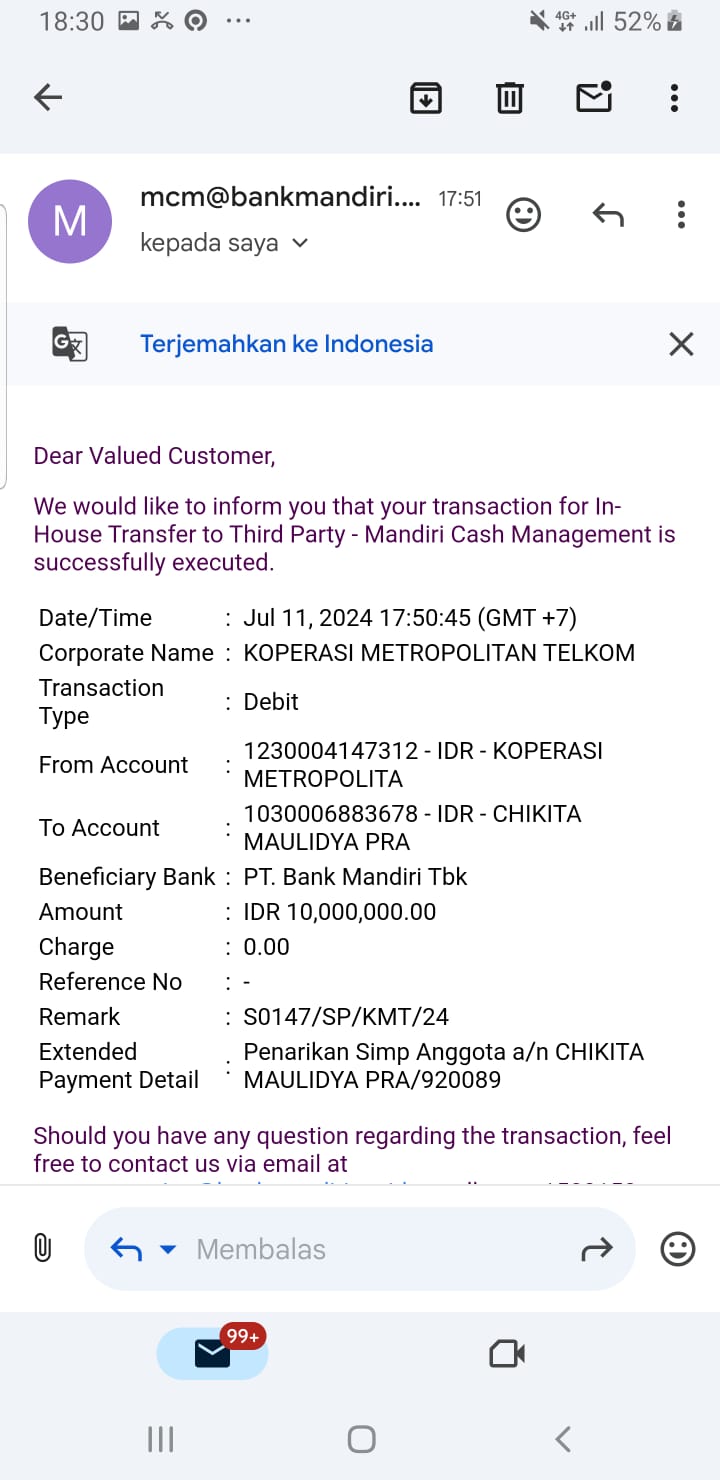 18:30
4G+ 52%
M
mcm@bankmandiri.... 17:51
kepada saya
G
Terjemahkan ke Indonesia
Dear Valued Customer,
We would like to inform you that your transaction for In-
House Transfer to Third Party - Mandiri Cash Management is
successfully executed.
Date/Time : Jul 11, 2024 17:50:45 (GMT +7)
Corporate Name : KOPERASI METROPOLITAN TELKOM
Transaction
Type : Debit
From Account : 1230004147312 - IDR - KOPERASI
METROPOLITA
To Account : 1030006883678 - IDR - CHIKITA
MAULIDYA PRA
Beneficiary Bank : PT. Bank Mandiri Tbk
Amount : IDR 10,000,000.00
Charge : 0.00
Reference No : -
Remark : S0147/SP/KMT/24
Extended
Payment Detail : Penarikan Simp Anggota a/n CHIKITA
MAULIDYA PRA/920089
Should you have any question regarding the transaction, feel
free to contact us via email at
Membalas
99+